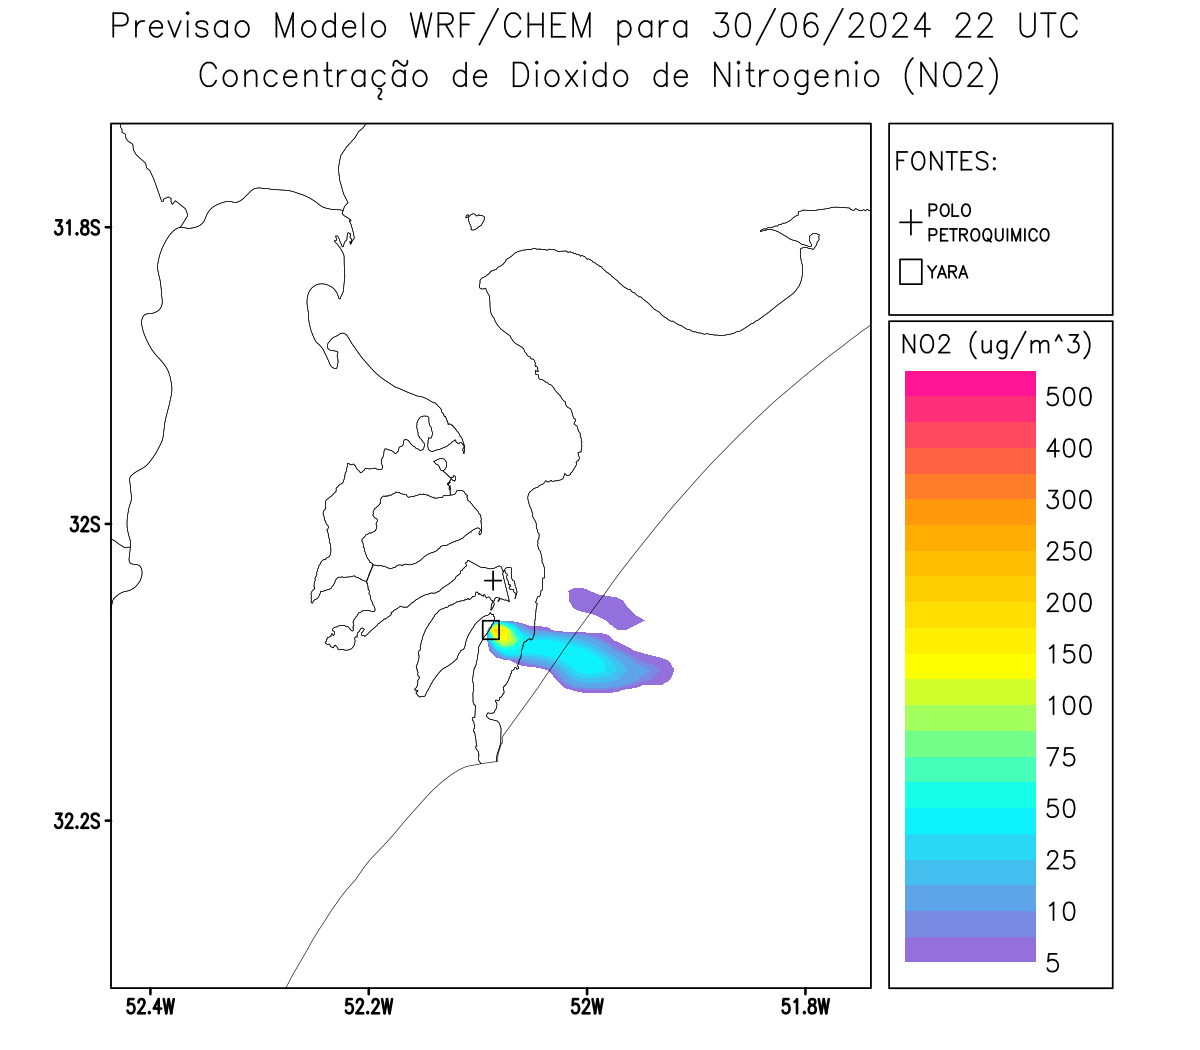 Previsao Modelo WRF/CHEM para 30/06/2024 22 UTC
Concentração de Dioxido de Nitrogenio (NO2)
FONTES:
POLO
PETROQUIMICO
YARA
NO2 (ug/m^3)
500
400
300
250
200
150
100
75
50
25
10
5
31.8S
32S
32.2S
52.4W
52.2W
52W
51.8W